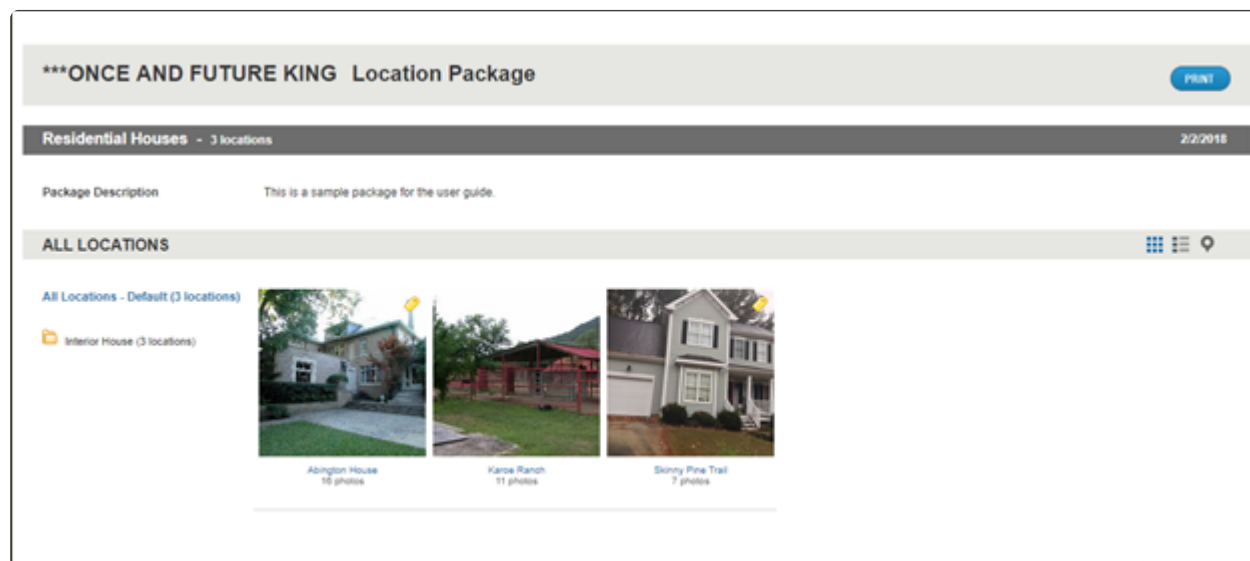 ***ONCE AND FUTURE KING Location Package
PRINT
Residential Houses - 3 locations
2/2/2018
Package Description
This is a sample package for the user guide.
ALL LOCATIONS
All Locations - Default (3 locations)
Interior House (3 locations)
Abington House
16 photos
Karoe Ranch
11 photos
Skinny Pine Trail
7 photos